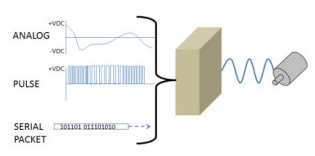 +VDC
ANALOG
-VDC
+VDC
PULSE
SERIAL
PACKET
101101 011101010